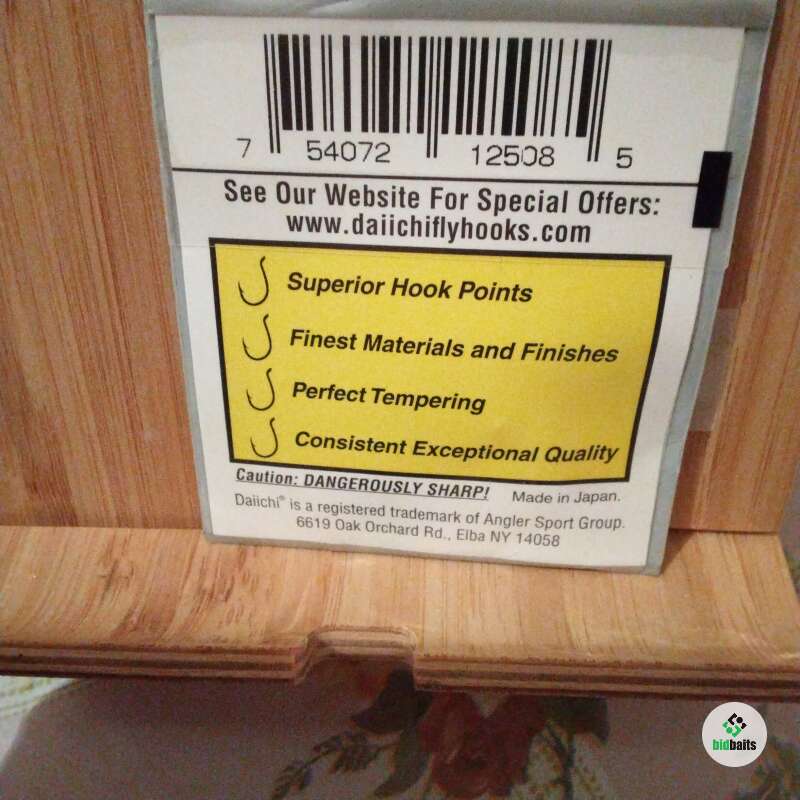 7 54072 12508 5
See Our Website For Special Offers:
www.daiichiflyhooks.com
Superior Hook Points
Finest Materials and Finishes
Perfect Tempering
Consistent Exceptional Quality
Caution: DANGEROUSLY SHARP! Made in Japan.
Daiichi® is a registered trademark of Angler Sport Group.
6619 Oak Orchard Rd., Elba NY 14058
bidbaits